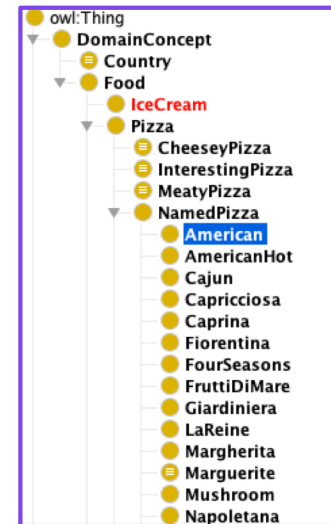 owl:Thing
DomainConcept
Country
Food
IceCream
Pizza
CheeseyPizza
InterestingPizza
MeatyPizza
NamedPizza
American
AmericanHot
Cajun
Capricciosa
Caprina
Fiorentina
FourSeasons
FruttiDiMare
Giardiniera
LaReine
Margherita
Marguerite
Mushroom
Napoletana